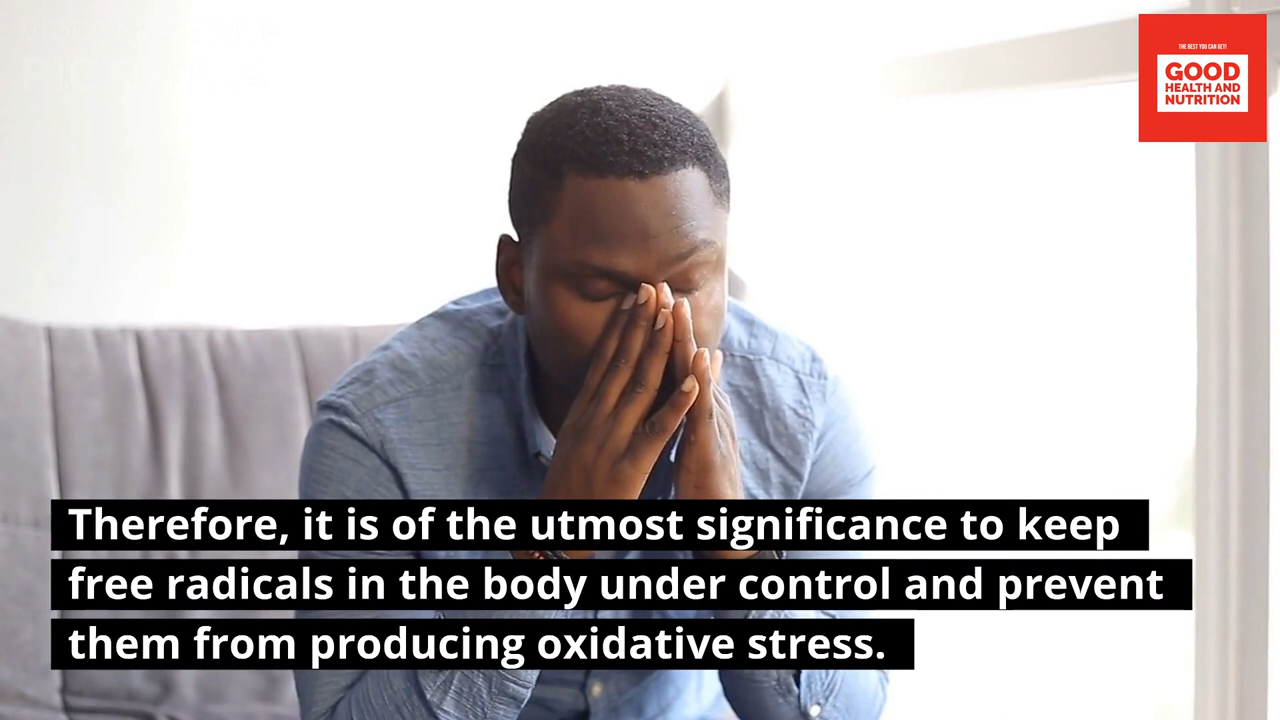 THE BEST YOU CAN GET!
GOOD
HEALTH AND
NUTRITION
Therefore, it is of the utmost significance to keep
free radicals in the body under control and prevent
them from producing oxidative stress.